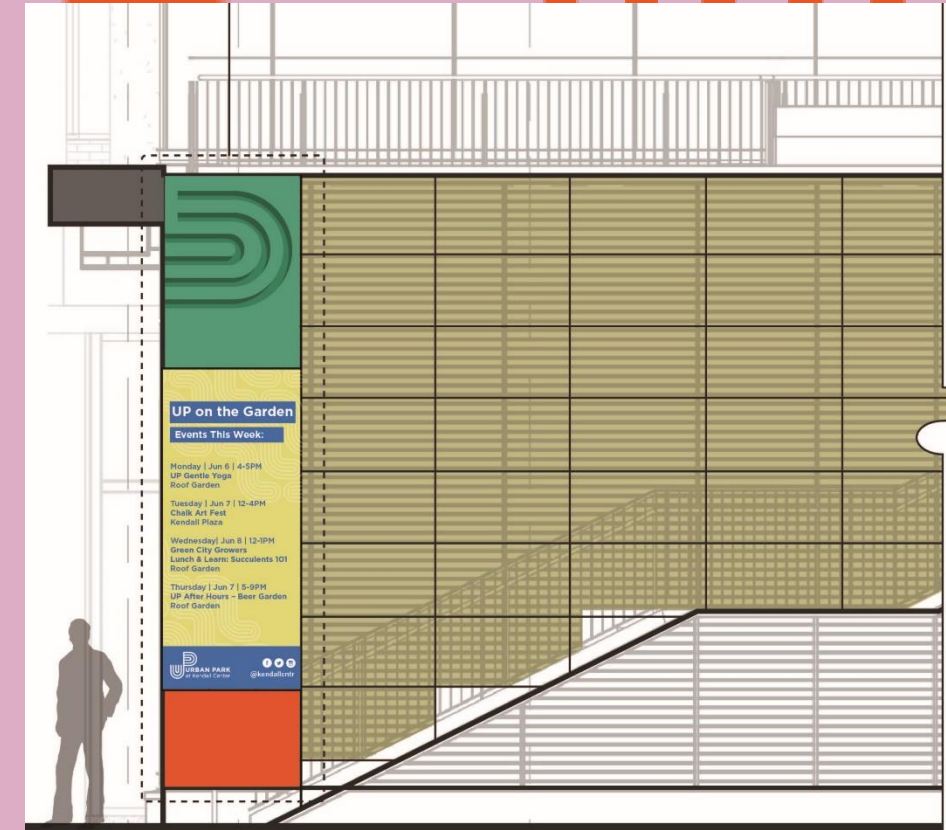 UP on the Garden
Events This Week:
Monday | Jun 6 | 4-5PM
UP Gentle Yoga
Roof Garden
Tuesday | Jun 7 | 12-4PM
Chalk Art Fest
Kendall Plaza
Wednesday| Jun 8 | 12-1PM
Green City Growers
Lunch & Learn: Succulents 101
Roof Garden
Thursday | Jun 7 | 5-9PM
UP After Hours – Beer Garden
Roof Garden
URBAN PARK
at Kendall Center
@kendallcntr